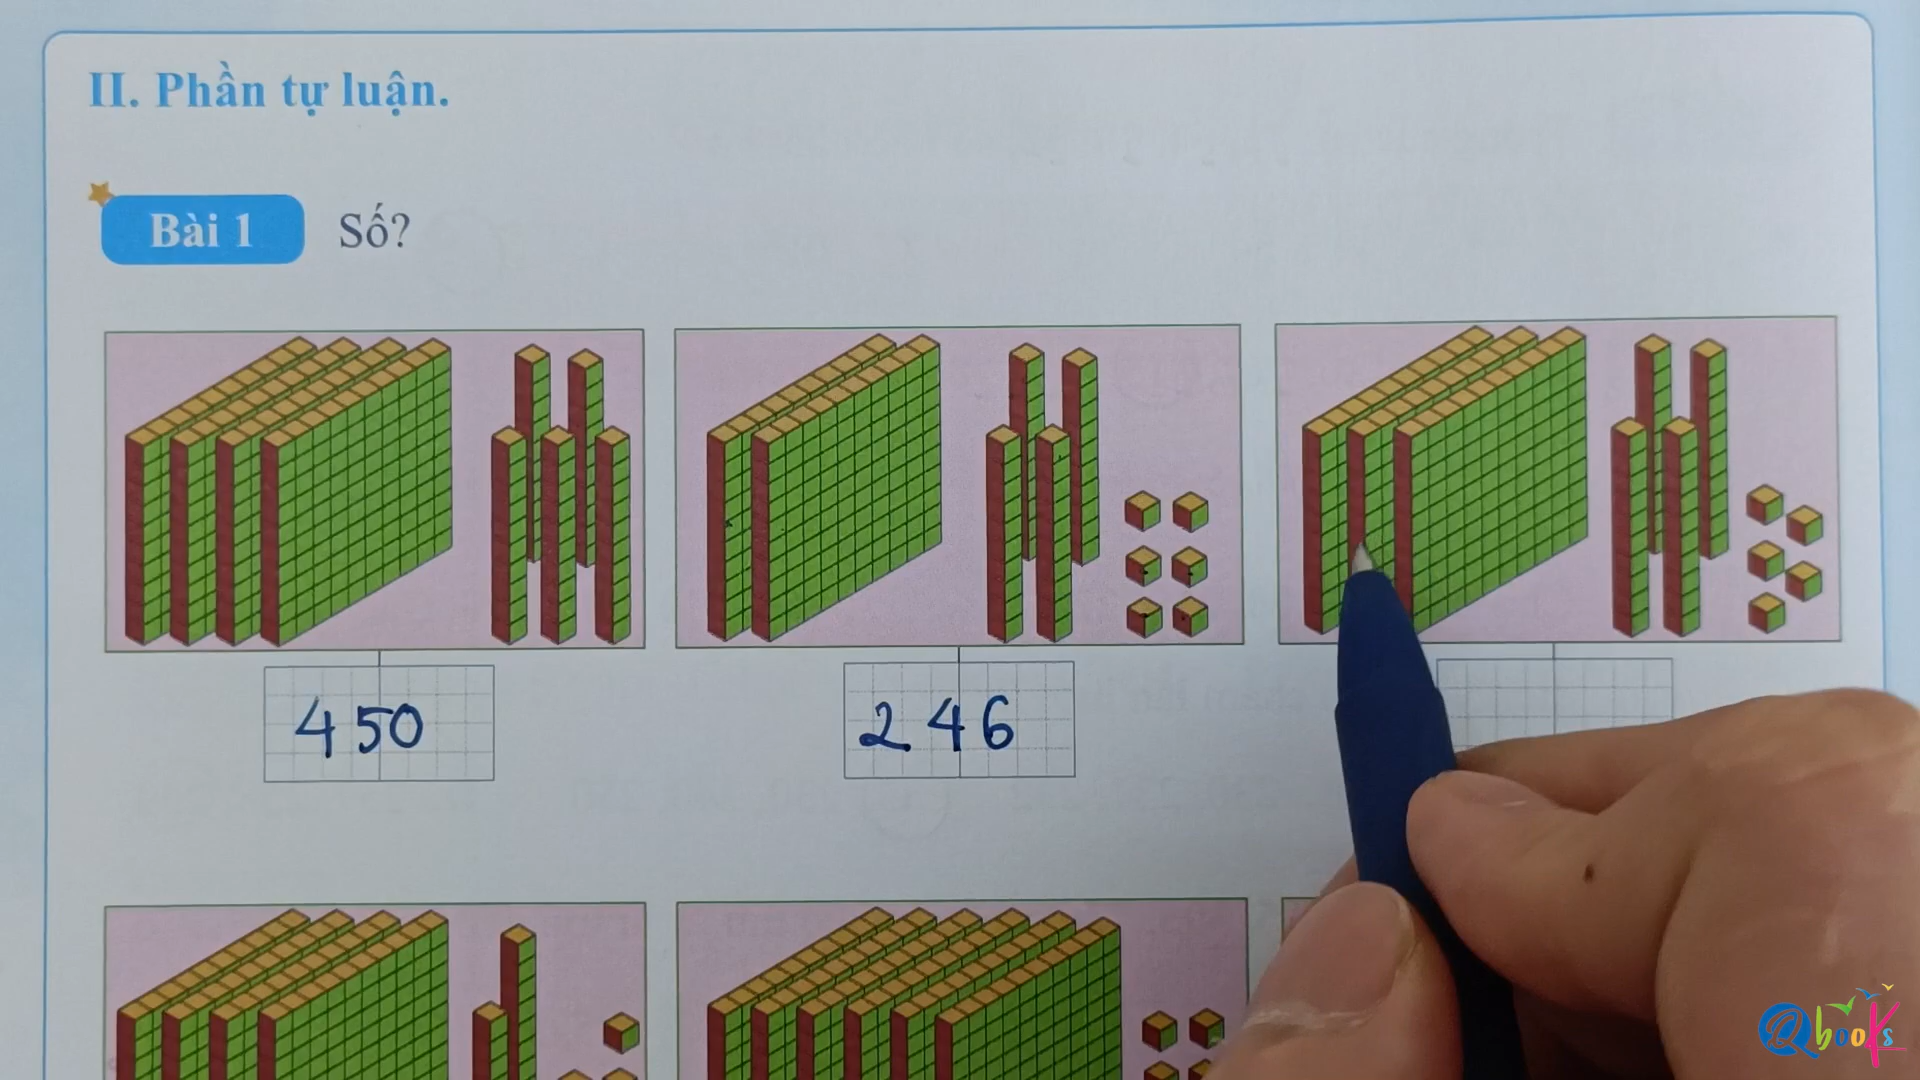 II. Phần tự luận.
Bài 1 Số?
450
246
Qbooks